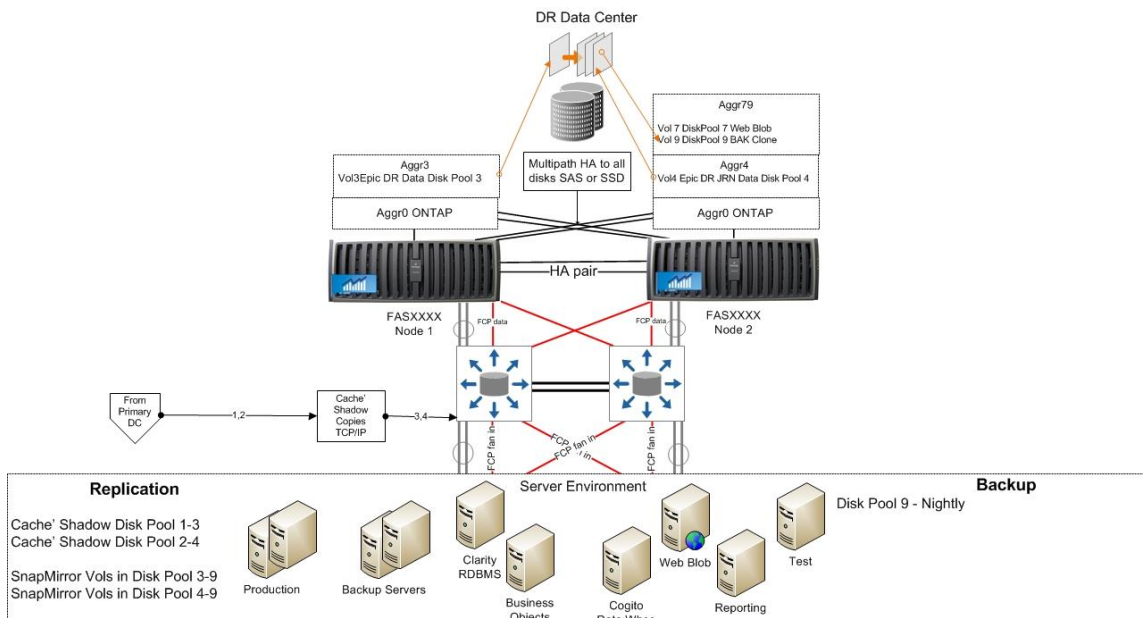 DR Data Center
Aggr79
Vol 7 DiskPool 7 Web Blob
Vol 9 DiskPool 9 BAK Clone
Aggr3
Vol3Epic DR Data Disk Pool 3
Multipath HA to all
disks SAS or SSD
Aggr4
Vol4 Epic DR JRN Data Disk Pool 4
Aggr0 ONTAP
Aggr0 ONTAP
HA pair
FASXXXX
Node 1
FASXXXX
Node 2
FCP data
FCP data
From
Primary
DC
1,2
Cache'
Shadow
Copies
TCP/IP
3,4
FCP fan in
FCP fan in
FCP fan in
Replication
Server Environment
Backup
Cache' Shadow Disk Pool 1-3
Cache' Shadow Disk Pool 2-4
SnapMirror Vols in Disk Pool 3-9
SnapMirror Vols in Disk Pool 4-9
Disk Pool 9 - Nightly
Production
Backup Servers
Clarity
RDBMS
Business
Objects
Cogito
Web Blob
Reporting
Test